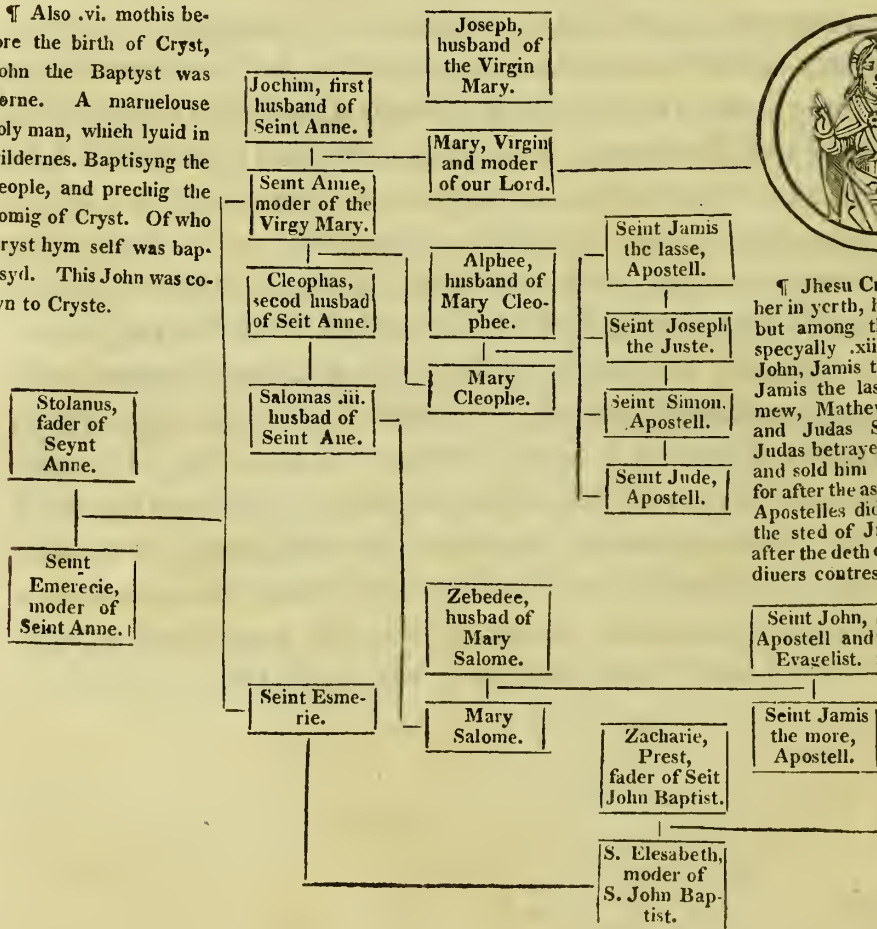 ¶ Also .vi. mothis be-
ore the birth of Cryst,
ohn the Baptyst was
orne. A maruelouse
oly man, which lyuid in
ildernes. Baptisyng the
eople, and prechig the
omig of Cryst. Of who
ryst hym self was bap-
syd. This John was co-
yn to Cryste.
Joseph,
husband of
the Virgin
Mary.
Jochim, first
husband of
Seint Anne.
Mary, Virgin
and moder
of our Lord.
Seint Anne,
moder of the
Virgy Mary.
Seint Jamis
the lasse,
Apostell.
Alphee,
husband of
Mary Cleo-
phee.
Cleophas,
secod husbad
of Seit Anne.
Seint Joseph
the Juste.
Mary
Cleophe.
Salomas .iii.
husbad of
Seint Ane.
Seint Simon,
Apostell.
Seint Jude,
Apostell.
Stolanus,
fader of
Seynt
Anne.
Seint
Emerecie,
moder of
Seint Anne.
¶ Jhesu
her in yerth,
but among
specyally .xii
John, Jamis
Jamis the las
mew, Mathe
and Judas S
Judas betraye
and sold him
for after the as
Apostelles did
the sted of J
after the deth
diuers contres
Zebedee,
husbad of
Mary
Salome.
Seint John,
Apostell and
Evagelist.
Seint Esme-
rie.
Mary
Salome.
Seint Jamis
the more,
Apostell.
Zacharie,
Prest,
fader of Seit
John Baptist.
S. Elesabeth,
moder of
S. John Bap-
tist.